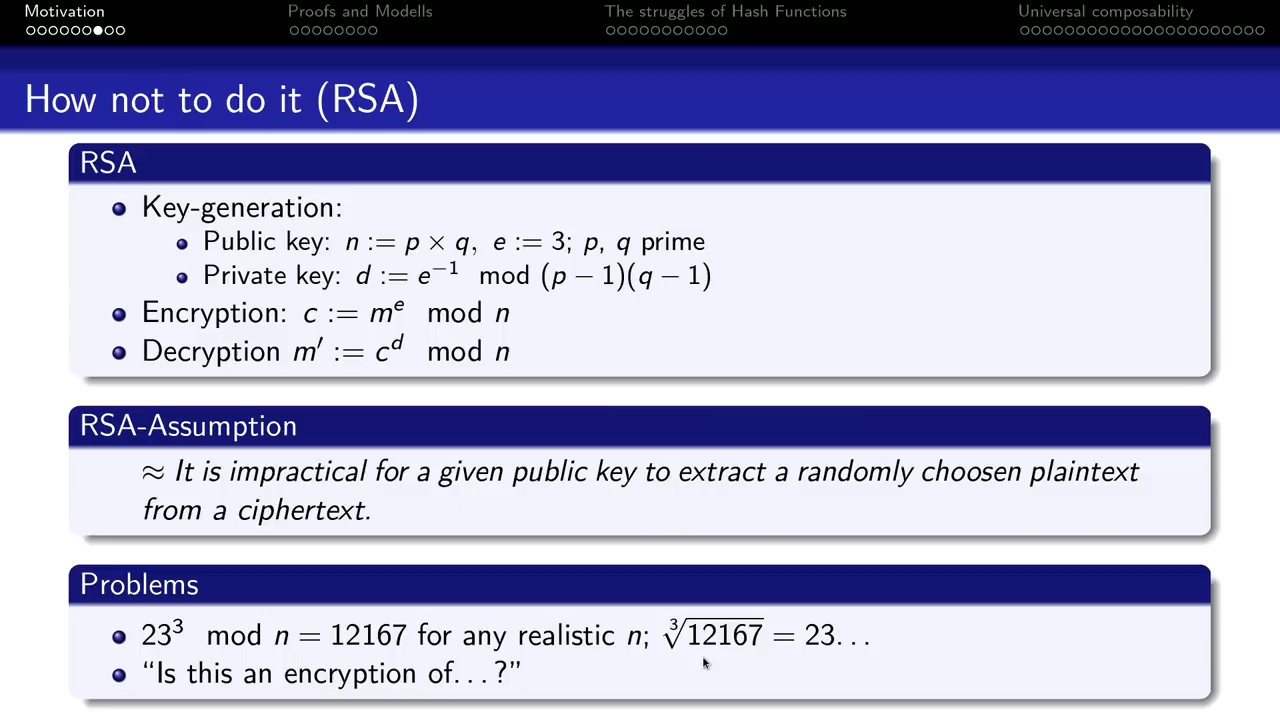 Motivation Proofs and Modells The struggles of Hash Functions Universal composability
How not to do it (RSA)
RSA
Key-generation:
Public key: n := p × q, e := 3; p, q prime
Private key: d := e⁻¹ mod (p − 1)(q − 1)
Encryption: c := mᵉ mod n
Decryption m′ := cᵈ mod n
RSA-Assumption
≈ It is impractical for a given public key to extract a randomly choosen plaintext
from a ciphertext.
Problems
23³ mod n = 12167 for any realistic n; ∛12167 = 23...
“Is this an encryption of...?”